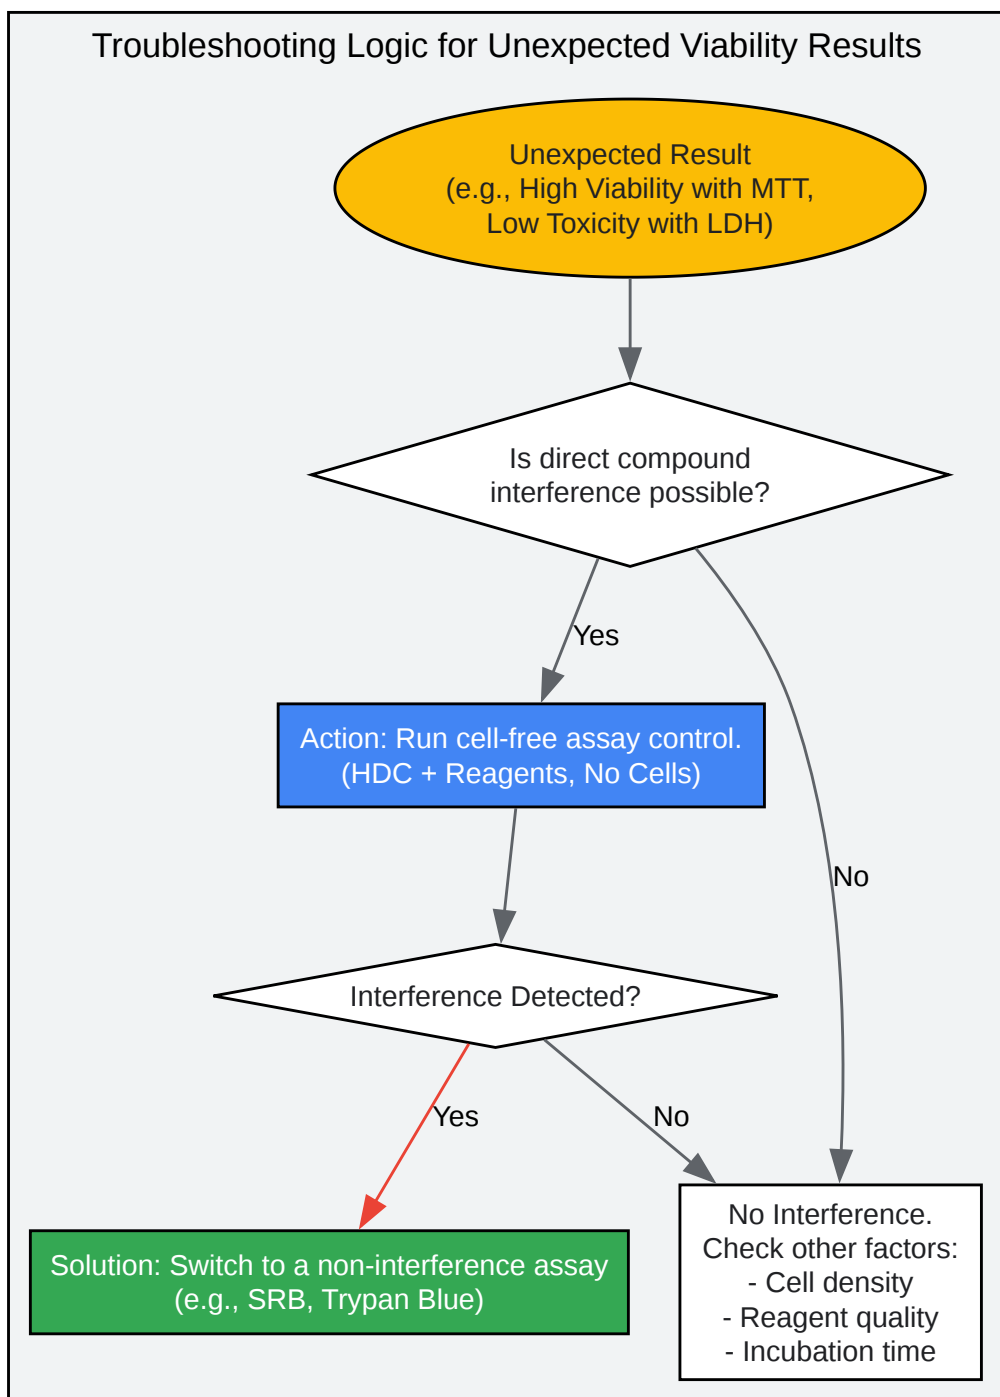 Troubleshooting Logic for Unexpected Viability Results
Unexpected Result
(e.g., High Viability with MTT,
Low Toxicity with LDH)
Is direct compound
interference possible?
Yes
Action: Run cell-free assay control.
(HDC + Reagents, No Cells)
No
Interference Detected?
Yes
No
Solution: Switch to a non-interference assay
(e.g., SRB, Trypan Blue)
No Interference.
Check other factors:
- Cell density
- Reagent quality
- Incubation time